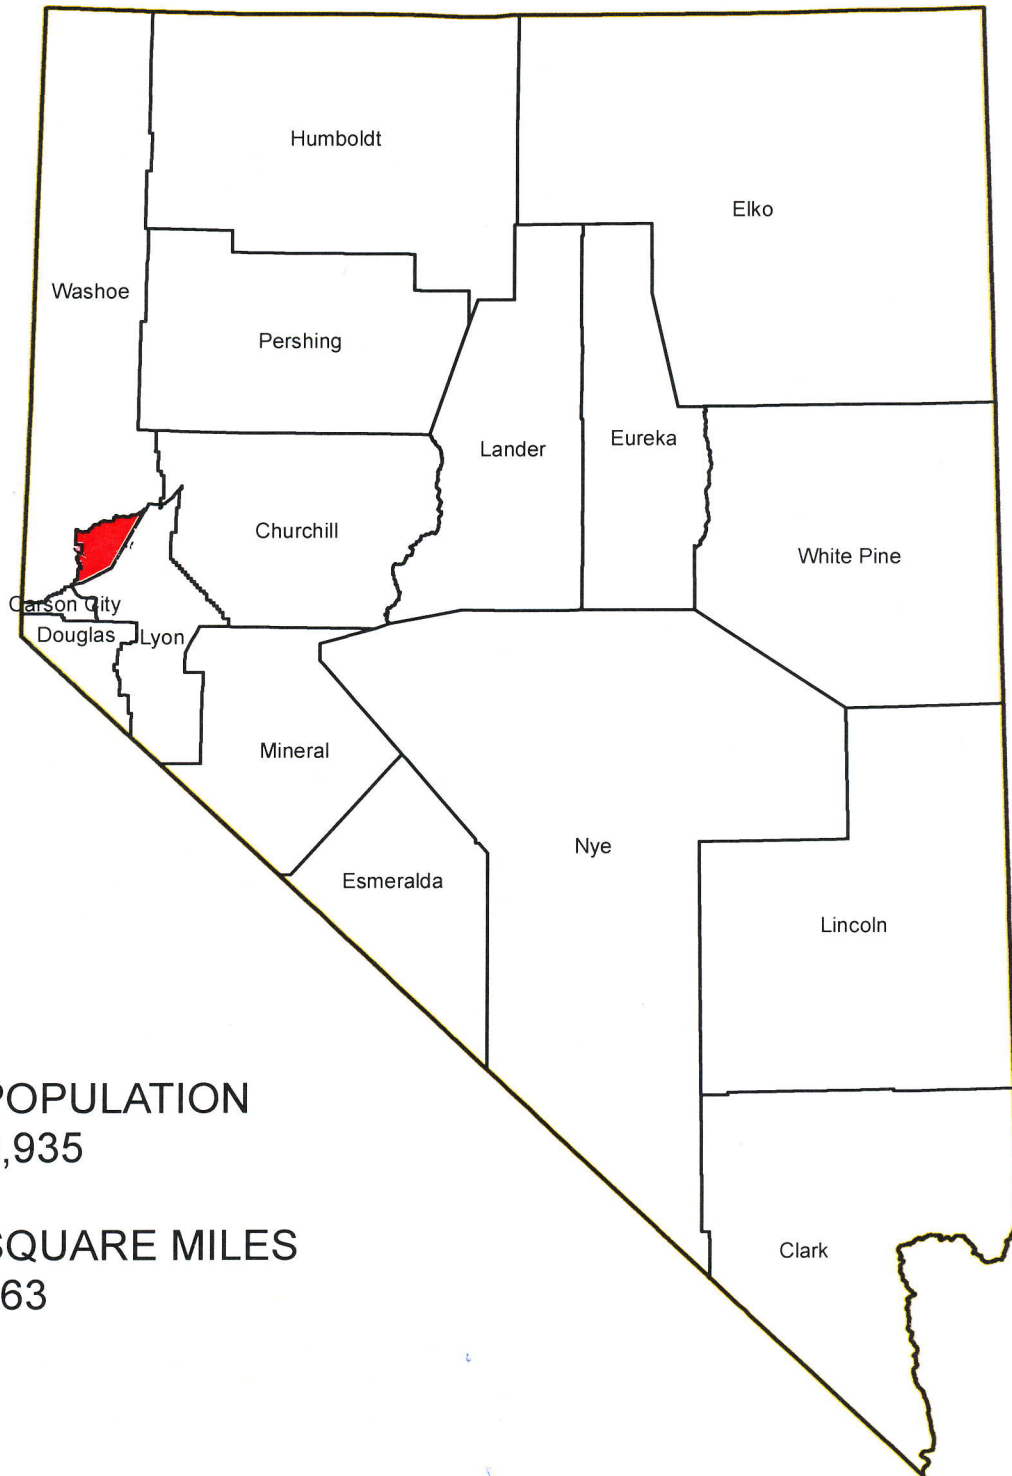 Humboldt
Elko
Washoe
Pershing
Eureka
Lander
Churchill
White Pine
Carson City
Douglas
Lyon
Mineral
Nye
Esmeralda
Lincoln
POPULATION
,935
SQUARE MILES
63
Clark